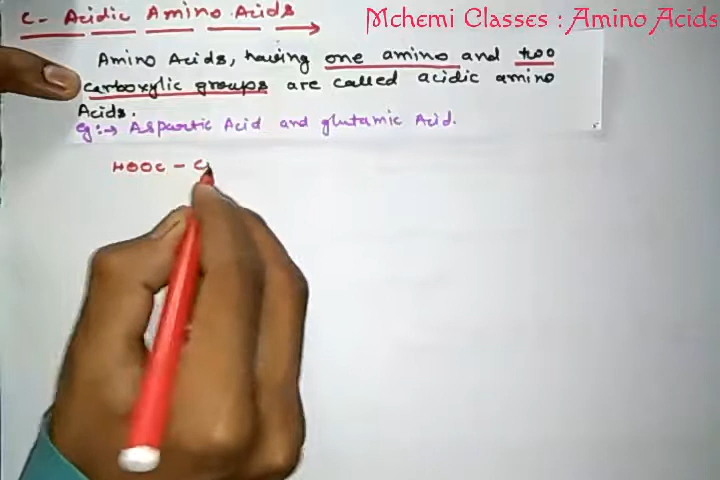 C- Acidic Amino Acids
Mchemi Classes : Amino Acids
Amino Acids, having one amino and two
carboxylic groups are called acidic amino
Acids.
eg:→ Aspartic Acid and glutamic Acid.
HOOC - C